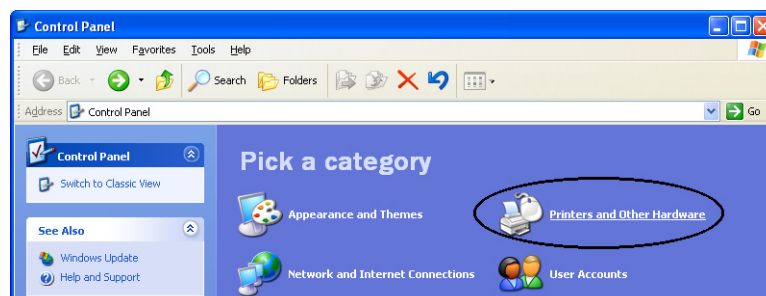 Control Panel
File Edit View Favorites Tools Help
Back Search Folders
Address Control Panel Go
Control Panel
Switch to Classic View
See Also
Windows Update
Help and Support
Pick a category
Appearance and Themes
Printers and Other Hardware
Network and Internet Connections
User Accounts